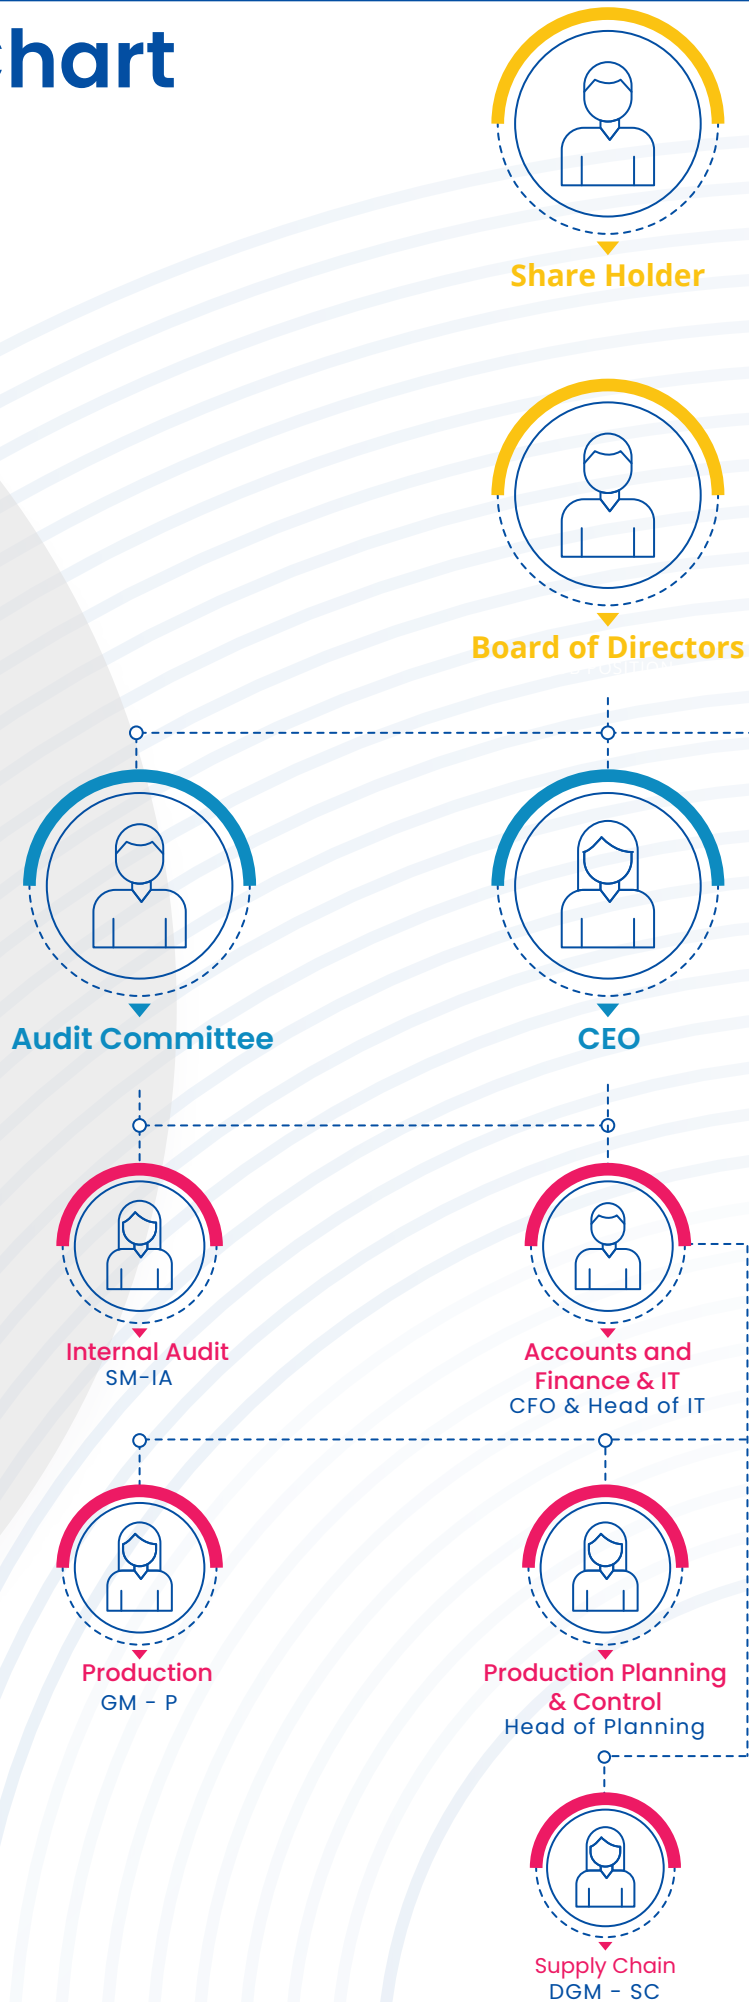 Chart
Share Holder
Board of Directors
Audit Committee
CEO
Internal Audit
SM-IA
Accounts and
Finance & IT
CFO & Head of IT
Production
GM - P
Production Planning
& Control
Head of Planning
Supply Chain
DGM - SC